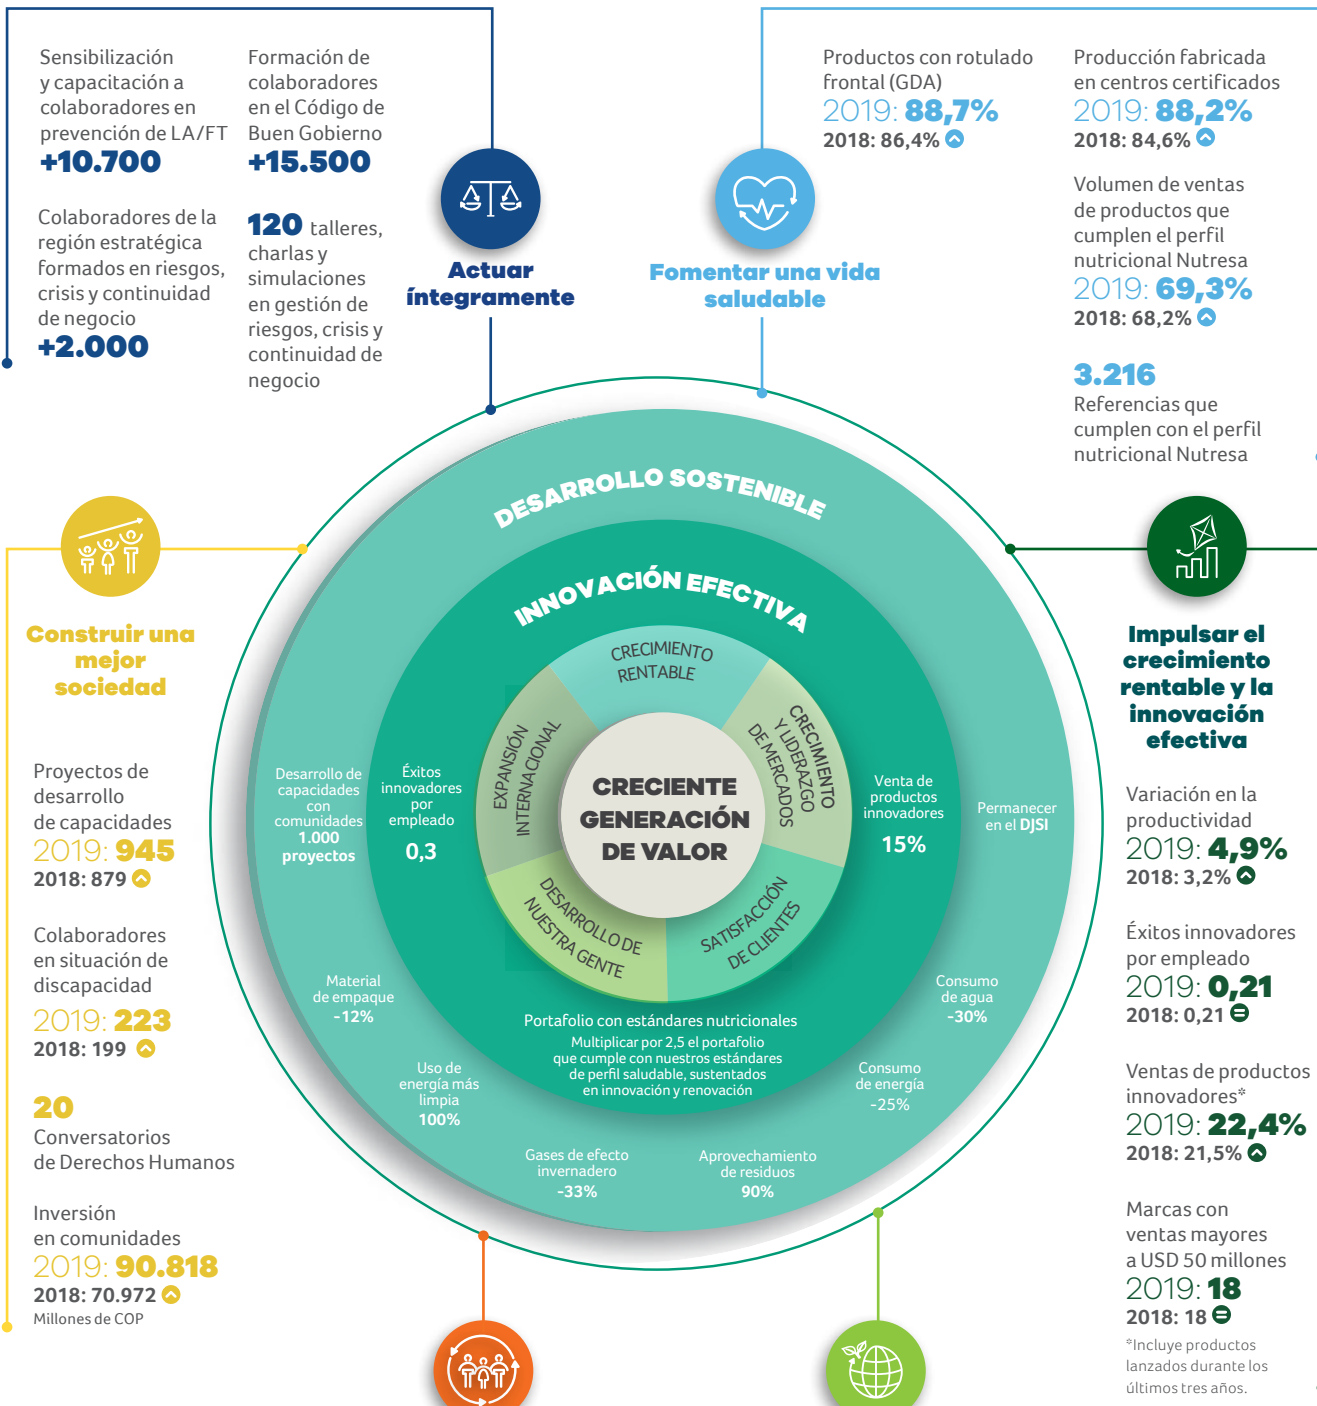 Sensibilización
y capacitación a
colaboradores en
prevención de LA/FT
+10.700
Colaboradores de la
región estratégica
formados en riesgos,
crisis y continuidad
de negocio
+2.000
Formación de
colaboradores
en el Código de
Buen Gobierno
+15.500
120 talleres,
charlas y
simulaciones
en gestión de
riesgos, crisis y
continuidad de
negocio
Actuar
íntegramente
Fomentar una vida
saludable
Productos con rotulado
frontal (GDA)
2019: 88,7%
2018: 86,4%
Producción fabricada
en centros certificados
2019: 88,2%
2018: 84,6%
Volumen de ventas
de productos que
cumplen el perfil
nutricional Nutresa
2019: 69,3%
2018: 68,2%
3.216
Referencias que
cumplen con el perfil
nutricional Nutresa
Construir una
mejor
sociedad
Proyectos de
desarrollo
de capacidades
2019: 945
2018: 879
Colaboradores
en situación de
discapacidad
2019: 223
2018: 199
20
Conversatorios
de Derechos Humanos
Inversión
en comunidades
2019: 90.818
2018: 70.972
Millones de COP
DESARROLLO SOSTENIBLE
INNOVACIÓN EFECTIVA
CRECIMIENTO
RENTABLE
CRECIMIENTO
Y LIDERAZGO
DE MERCADOS
SATISFACCIÓN
DE CLIENTES
DESARROLLO DE
NUESTRA GENTE
EXPANSIÓN
INTERNACIONAL
CRECIENTE
GENERACIÓN
DE VALOR
Desarrollo de
capacidades
con
comunidades
1.000
proyectos
Éxitos
innovadores
por
empleado
0,3
Venta de
productos
innovadores
15%
Permanecer
en el DJSI
Material
de empaque
-12%
Consumo
de agua
-30%
Portafolio con estándares nutricionales
Multiplicar por 2,5 el portafolio
que cumple con nuestros estándares
de perfil saludable, sustentados
en innovación y renovación
Uso de
energía más
limpia
100%
Consumo
de energía
-25%
Gases de efecto
invernadero
-33%
Aprovechamiento
de residuos
90%
Impulsar el
crecimiento
rentable y la
innovación
efectiva
Variación en la
productividad
2019: 4,9%
2018: 3,2%
Éxitos innovadores
por empleado
2019: 0,21
2018: 0,21
Ventas de productos
innovadores*
2019: 22,4%
2018: 21,5%
Marcas con
ventas mayores
a USD 50 millones
2019: 18
2018: 18
*Incluye productos
lanzados durante los
últimos tres años.